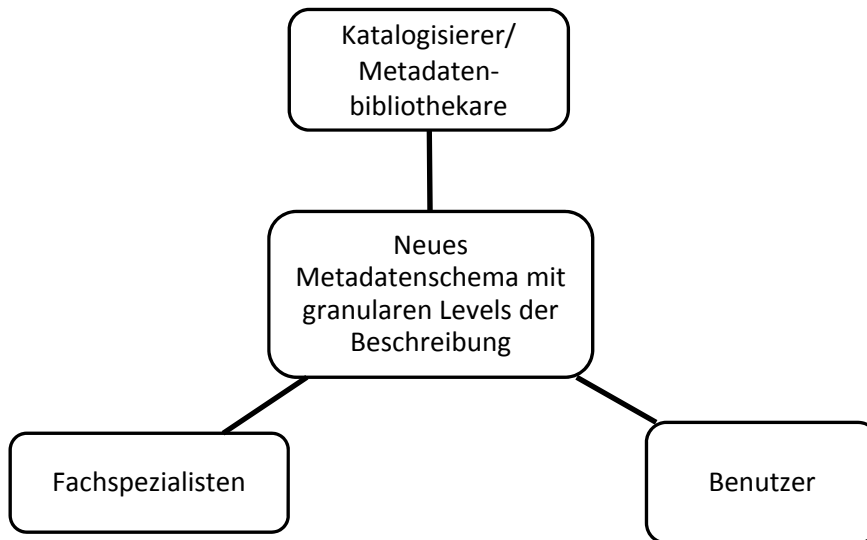 Katalogisierer/
Metadaten-
bibliothekare
Neues
Metadatenschema mit
granularen Levels der
Beschreibung
Fachspezialisten
Benutzer